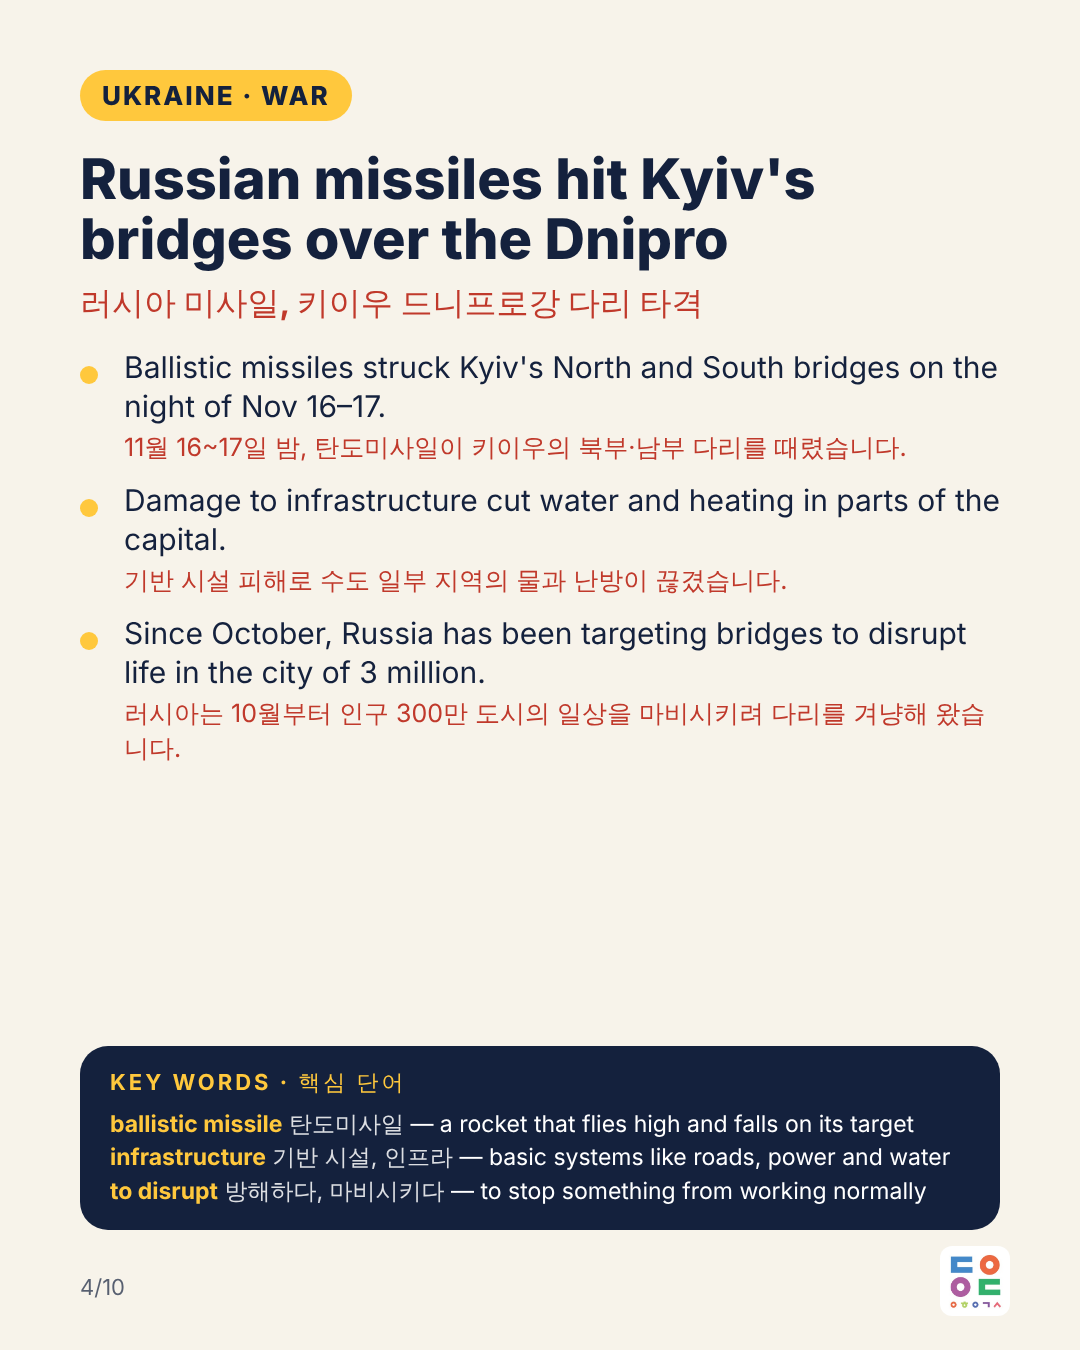 UKRAINE · WAR
Russian missiles hit Kyiv's
bridges over the Dnipro
러시아 미사일, 키이우 드니프로강 다리 타격
Ballistic missiles struck Kyiv's North and South bridges on the
night of Nov 16–17.
11월 16~17일 밤, 탄도미사일이 키이우의 북부·남부 다리를 때렸습니다.
Damage to infrastructure cut water and heating in parts of the
capital.
기반 시설 피해로 수도 일부 지역의 물과 난방이 끊겼습니다.
Since October, Russia has been targeting bridges to disrupt
life in the city of 3 million.
러시아는 10월부터 인구 300만 도시의 일상을 마비시키려 다리를 겨냥해 왔습
니다.
KEY WORDS · 핵심 단어
ballistic missile 탄도미사일 — a rocket that flies high and falls on its target
infrastructure 기반 시설, 인프라 — basic systems like roads, power and water
to disrupt 방해하다, 마비시키다 — to stop something from working normally
4/10